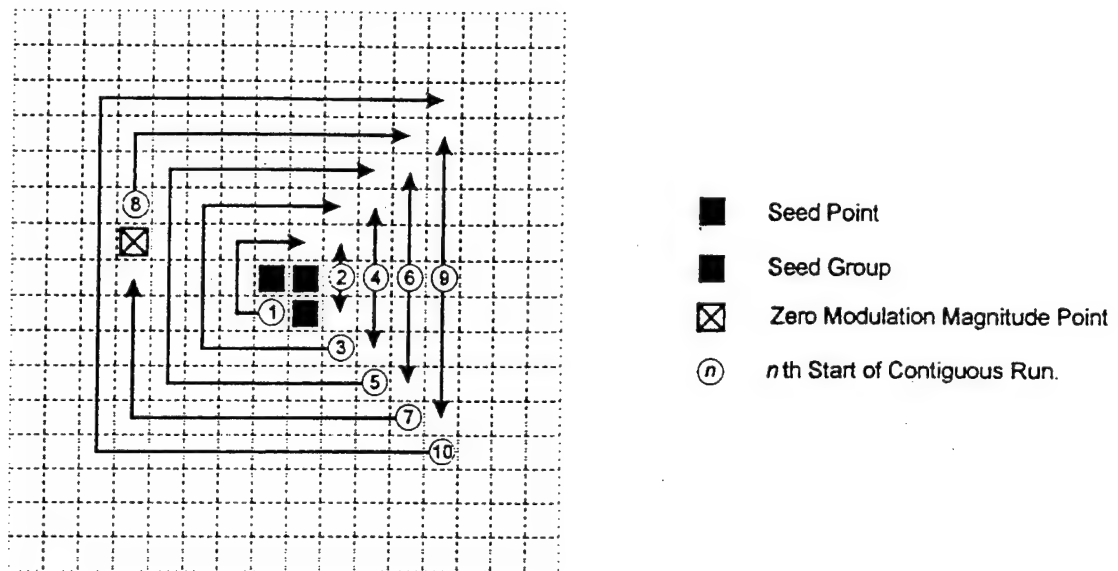 8
2
4
6
9
1
3
5
7
10
Seed Point
Seed Group
Zero Modulation Magnitude Point
n
nth Start of Contiguous Run.